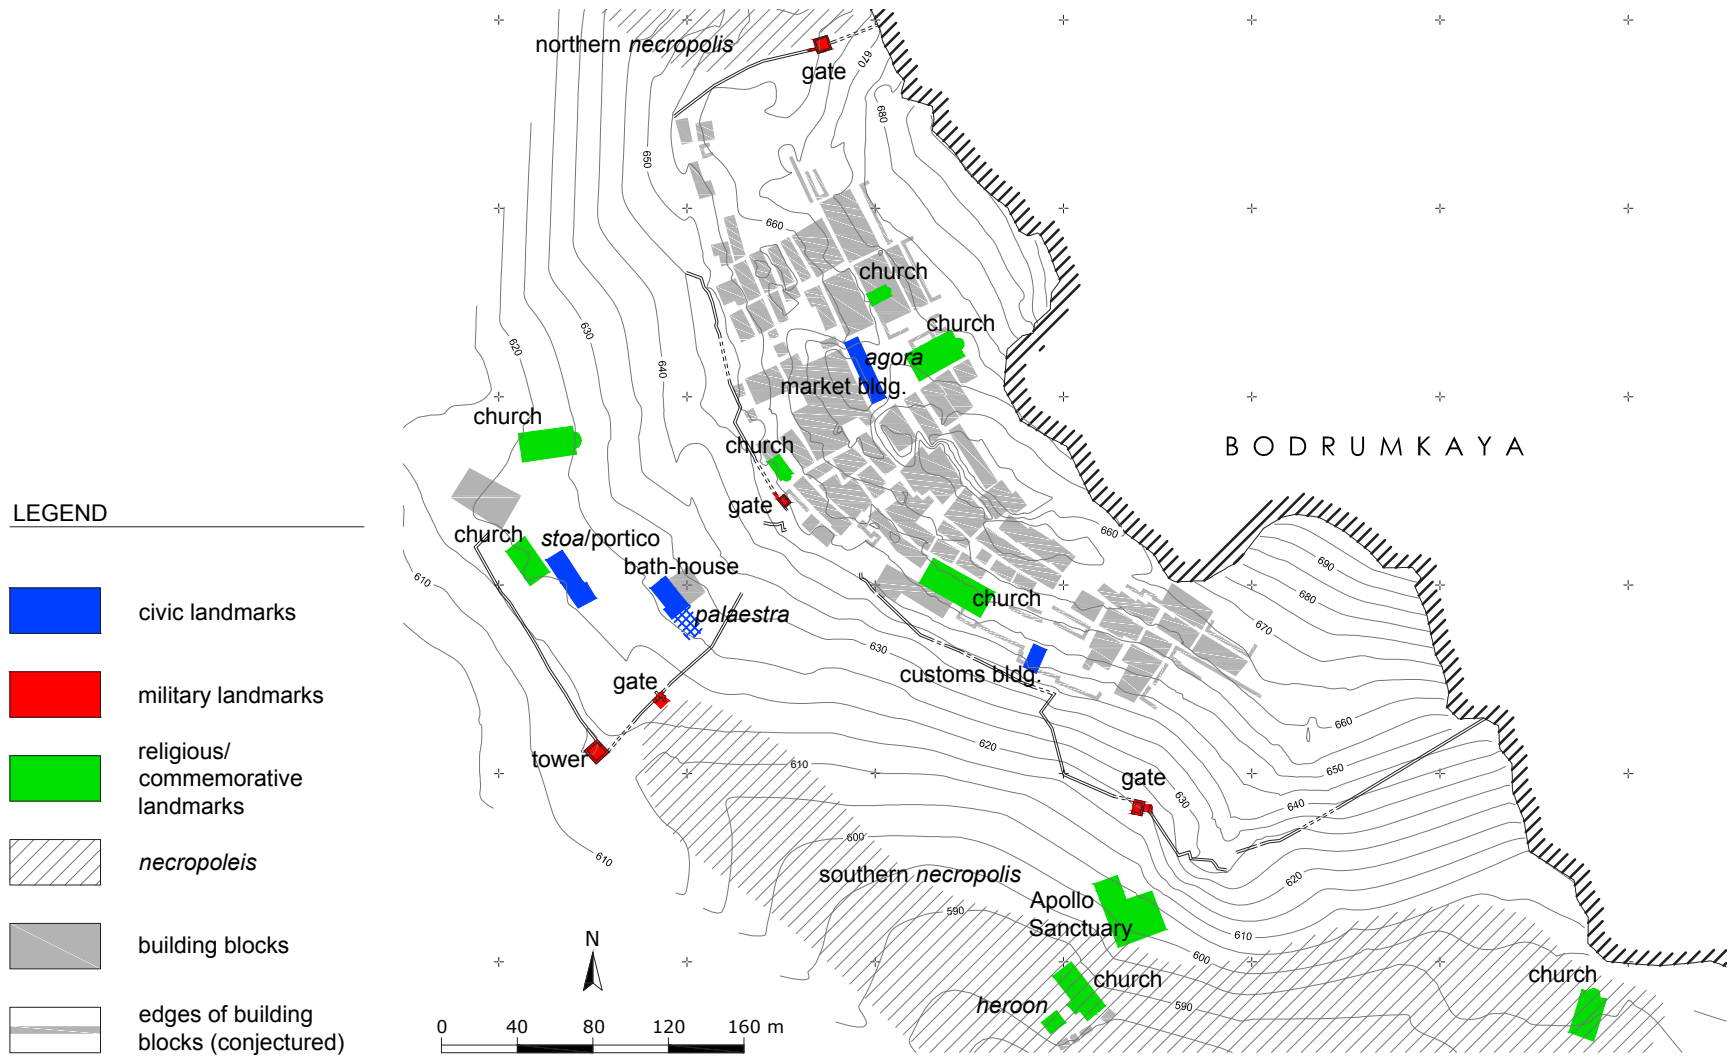 northern necropolis
gate
670
680
650
660
church
church
630
620
640
agora
market bldg.
church
church
BODRUMKAYA
gate
LEGEND
church
stoa/portico
660
690
bath-house
610
680
church
civic landmarks
palaestra
670
630
customs bldg.
gate
military landmarks
660
620
tower
610
650
gate
630
640
religious/
commemorative
landmarks
600
610
necropoleis
southern necropolis
620
Apollo
590
Sanctuary
610
building blocks
N
600
church
church
heroon
590
edges of building
blocks (conjectured)
0 40 80 120 160 m